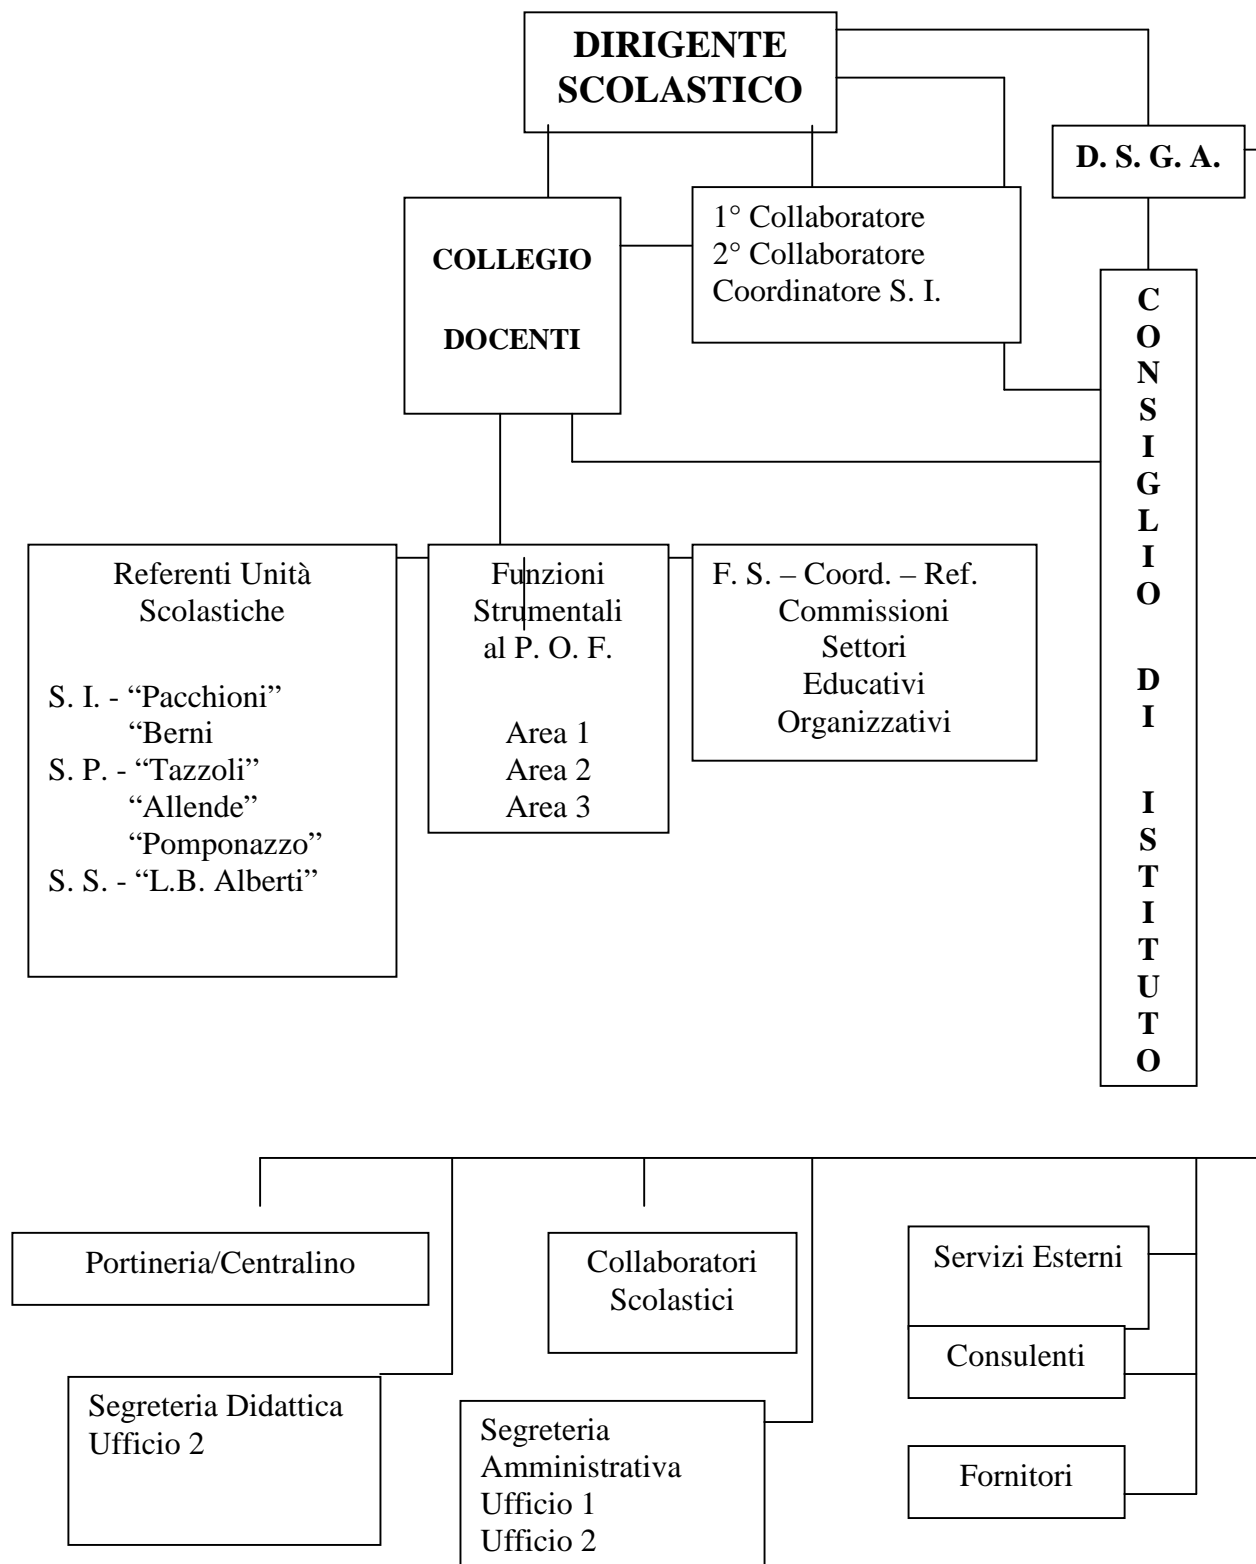 DIRIGENTE
SCOLASTICO
D. S. G. A.
1° Collaboratore
2° Collaboratore
Coordinatore S. I.
COLLEGIO
DOCENTI
C
O
N
S
I
G
L
I
O
D
I
I
S
T
I
T
U
T
O
Referenti Unità
Scolastiche
S. I. - “Pacchioni”
“Berni
S. P. - “Tazzoli”
“Allende”
“Pomponazzo”
S. S. - “L.B. Alberti”
Funzioni
Strumentali
al P. O. F.
Area 1
Area 2
Area 3
F. S. – Coord. – Ref.
Commissioni
Settori
Educativi
Organizzativi
Portineria/Centralino
Collaboratori
Scolastici
Servizi Esterni
Consulenti
Segreteria Didattica
Ufficio 2
Segreteria
Amministrativa
Ufficio 1
Ufficio 2
Fornitori